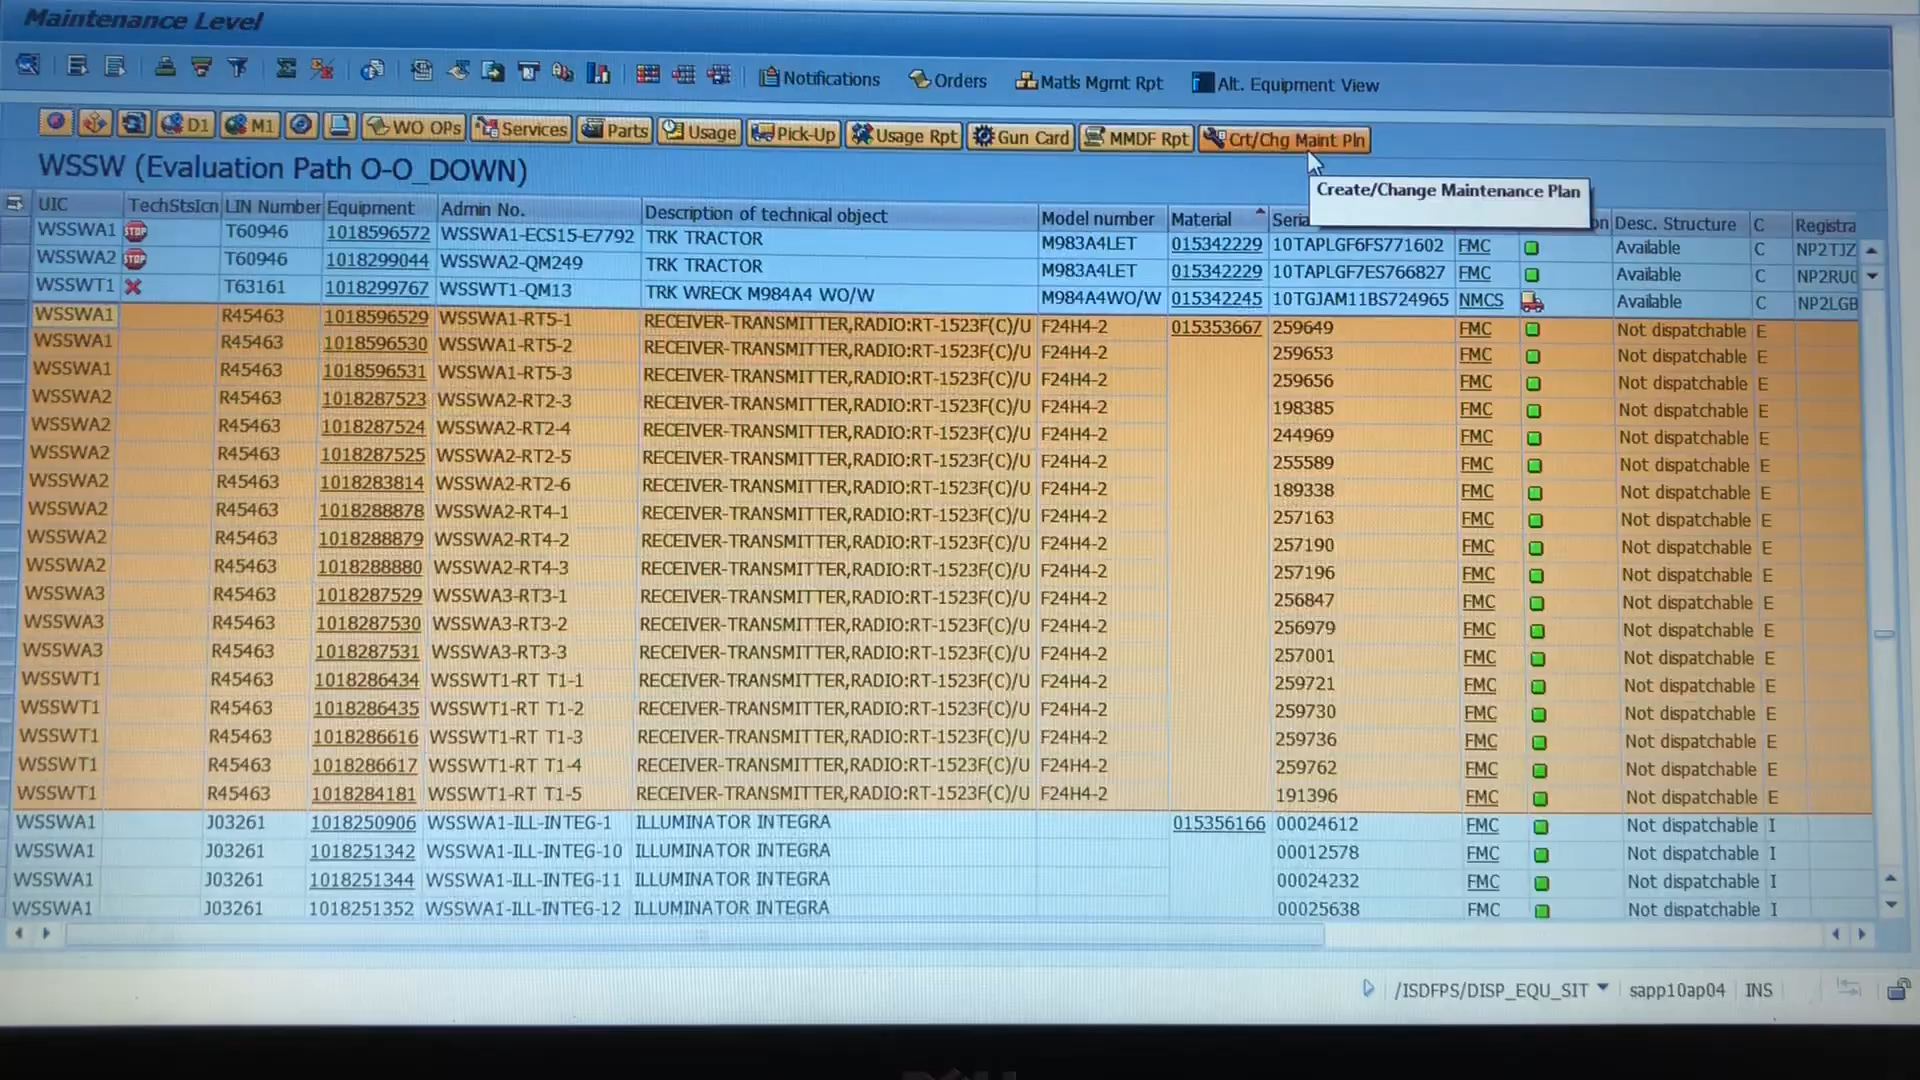 Maintenance Level
Notifications Orders Matls Mgmt Rpt Alt. Equipment View
D1 M1 WO OPs Services Parts Usage Pick-Up Usage Rpt Gun Card MMDF Rpt Crt/Chg Maint Pln
WSSW (Evaluation Path O-O_DOWN)
Create/Change Maintenance Plan
UIC TechStsIcn LIN Number Equipment Admin No. Description of technical object Model number Material Seria on Desc. Structure C Registra
WSSWA1 STOP T60946 1018596572 WSSWA1-ECS15-E7792 TRK TRACTOR M983A4LET 015342229 10TAPLGF6FS771602 FMC Available C NP2TJZ
WSSWA2 STOP T60946 1018299044 WSSWA2-QM249 TRK TRACTOR M983A4LET 015342229 10TAPLGF7ES766827 FMC Available C NP2RU
WSSWT1 T63161 1018299767 WSSWT1-QM13 TRK WRECK M984A4 WO/W M984A4WO/W 015342245 10TGJAM11BS724965 NMCS Available C NP2LGB
WSSWA1 R45463 1018596529 WSSWA1-RT5-1 RECEIVER-TRANSMITTER,RADIO:RT-1523F(C)/U F24H4-2 015353667 259649 FMC Not dispatchable E
WSSWA1 R45463 1018596530 WSSWA1-RT5-2 RECEIVER-TRANSMITTER,RADIO:RT-1523F(C)/U F24H4-2 259653 FMC Not dispatchable E
WSSWA1 R45463 1018596531 WSSWA1-RT5-3 RECEIVER-TRANSMITTER,RADIO:RT-1523F(C)/U F24H4-2 259656 FMC Not dispatchable E
WSSWA2 R45463 1018287523 WSSWA2-RT2-3 RECEIVER-TRANSMITTER,RADIO:RT-1523F(C)/U F24H4-2 198385 FMC Not dispatchable E
WSSWA2 R45463 1018287524 WSSWA2-RT2-4 RECEIVER-TRANSMITTER,RADIO:RT-1523F(C)/U F24H4-2 244969 FMC Not dispatchable E
WSSWA2 R45463 1018287525 WSSWA2-RT2-5 RECEIVER-TRANSMITTER,RADIO:RT-1523F(C)/U F24H4-2 255589 FMC Not dispatchable E
WSSWA2 R45463 1018283814 WSSWA2-RT2-6 RECEIVER-TRANSMITTER,RADIO:RT-1523F(C)/U F24H4-2 189338 FMC Not dispatchable E
WSSWA2 R45463 1018288878 WSSWA2-RT4-1 RECEIVER-TRANSMITTER,RADIO:RT-1523F(C)/U F24H4-2 257163 FMC Not dispatchable E
WSSWA2 R45463 1018288879 WSSWA2-RT4-2 RECEIVER-TRANSMITTER,RADIO:RT-1523F(C)/U F24H4-2 257190 FMC Not dispatchable E
WSSWA2 R45463 1018288880 WSSWA2-RT4-3 RECEIVER-TRANSMITTER,RADIO:RT-1523F(C)/U F24H4-2 257196 FMC Not dispatchable E
WSSWA3 R45463 1018287529 WSSWA3-RT3-1 RECEIVER-TRANSMITTER,RADIO:RT-1523F(C)/U F24H4-2 256847 FMC Not dispatchable E
WSSWA3 R45463 1018287530 WSSWA3-RT3-2 RECEIVER-TRANSMITTER,RADIO:RT-1523F(C)/U F24H4-2 256979 FMC Not dispatchable E
WSSWA3 R45463 1018287531 WSSWA3-RT3-3 RECEIVER-TRANSMITTER,RADIO:RT-1523F(C)/U F24H4-2 257001 FMC Not dispatchable E
WSSWT1 R45463 1018286434 WSSWT1-RT T1-1 RECEIVER-TRANSMITTER,RADIO:RT-1523F(C)/U F24H4-2 259721 FMC Not dispatchable E
WSSWT1 R45463 1018286435 WSSWT1-RT T1-2 RECEIVER-TRANSMITTER,RADIO:RT-1523F(C)/U F24H4-2 259730 FMC Not dispatchable E
WSSWT1 R45463 1018286616 WSSWT1-RT T1-3 RECEIVER-TRANSMITTER,RADIO:RT-1523F(C)/U F24H4-2 259736 FMC Not dispatchable E
WSSWT1 R45463 1018286617 WSSWT1-RT T1-4 RECEIVER-TRANSMITTER,RADIO:RT-1523F(C)/U F24H4-2 259762 FMC Not dispatchable E
WSSWT1 R45463 1018284181 WSSWT1-RT T1-5 RECEIVER-TRANSMITTER,RADIO:RT-1523F(C)/U F24H4-2 191396 FMC Not dispatchable E
WSSWA1 J03261 1018250906 WSSWA1-ILL-INTEG-1 ILLUMINATOR INTEGRA 015356166 00024612 FMC Not dispatchable I
WSSWA1 J03261 1018251342 WSSWA1-ILL-INTEG-10 ILLUMINATOR INTEGRA 00012578 FMC Not dispatchable I
WSSWA1 J03261 1018251344 WSSWA1-ILL-INTEG-11 ILLUMINATOR INTEGRA 00024232 FMC Not dispatchable I
WSSWA1 J03261 1018251352 WSSWA1-ILL-INTEG-12 ILLUMINATOR INTEGRA 00025638 FMC Not dispatchable I
/ISDFPS/DISP_EQU_SIT sapp10ap04 INS